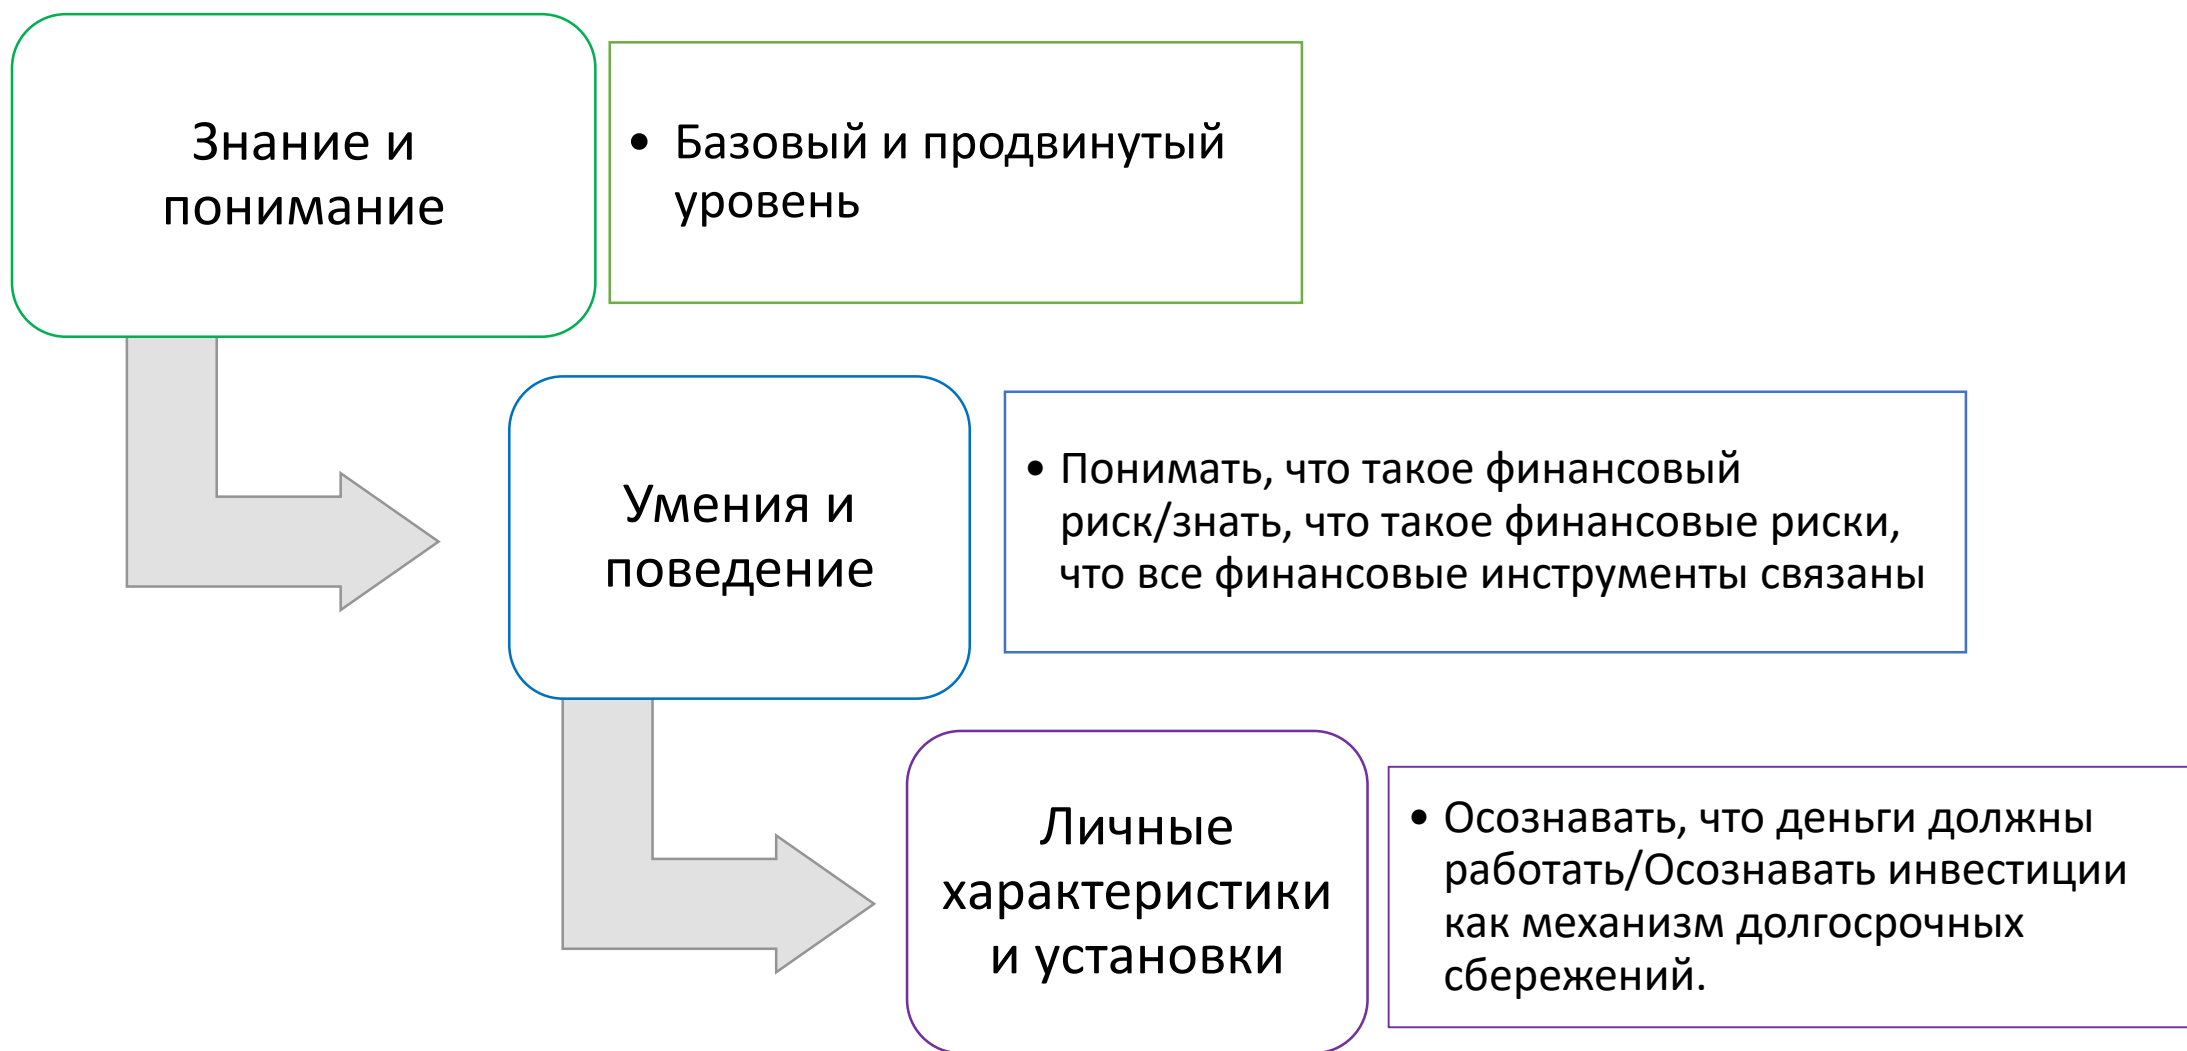 Знание и
понимание
• Базовый и продвинутый
уровень
Умения и
поведение
• Понимать, что такое финансовый
риск/знать, что такое финансовые риски,
что все финансовые инструменты связаны
Личные
характеристики
и установки
• Осознавать, что деньги должны
работать/Осознавать инвестиции
как механизм долгосрочных
сбережений.